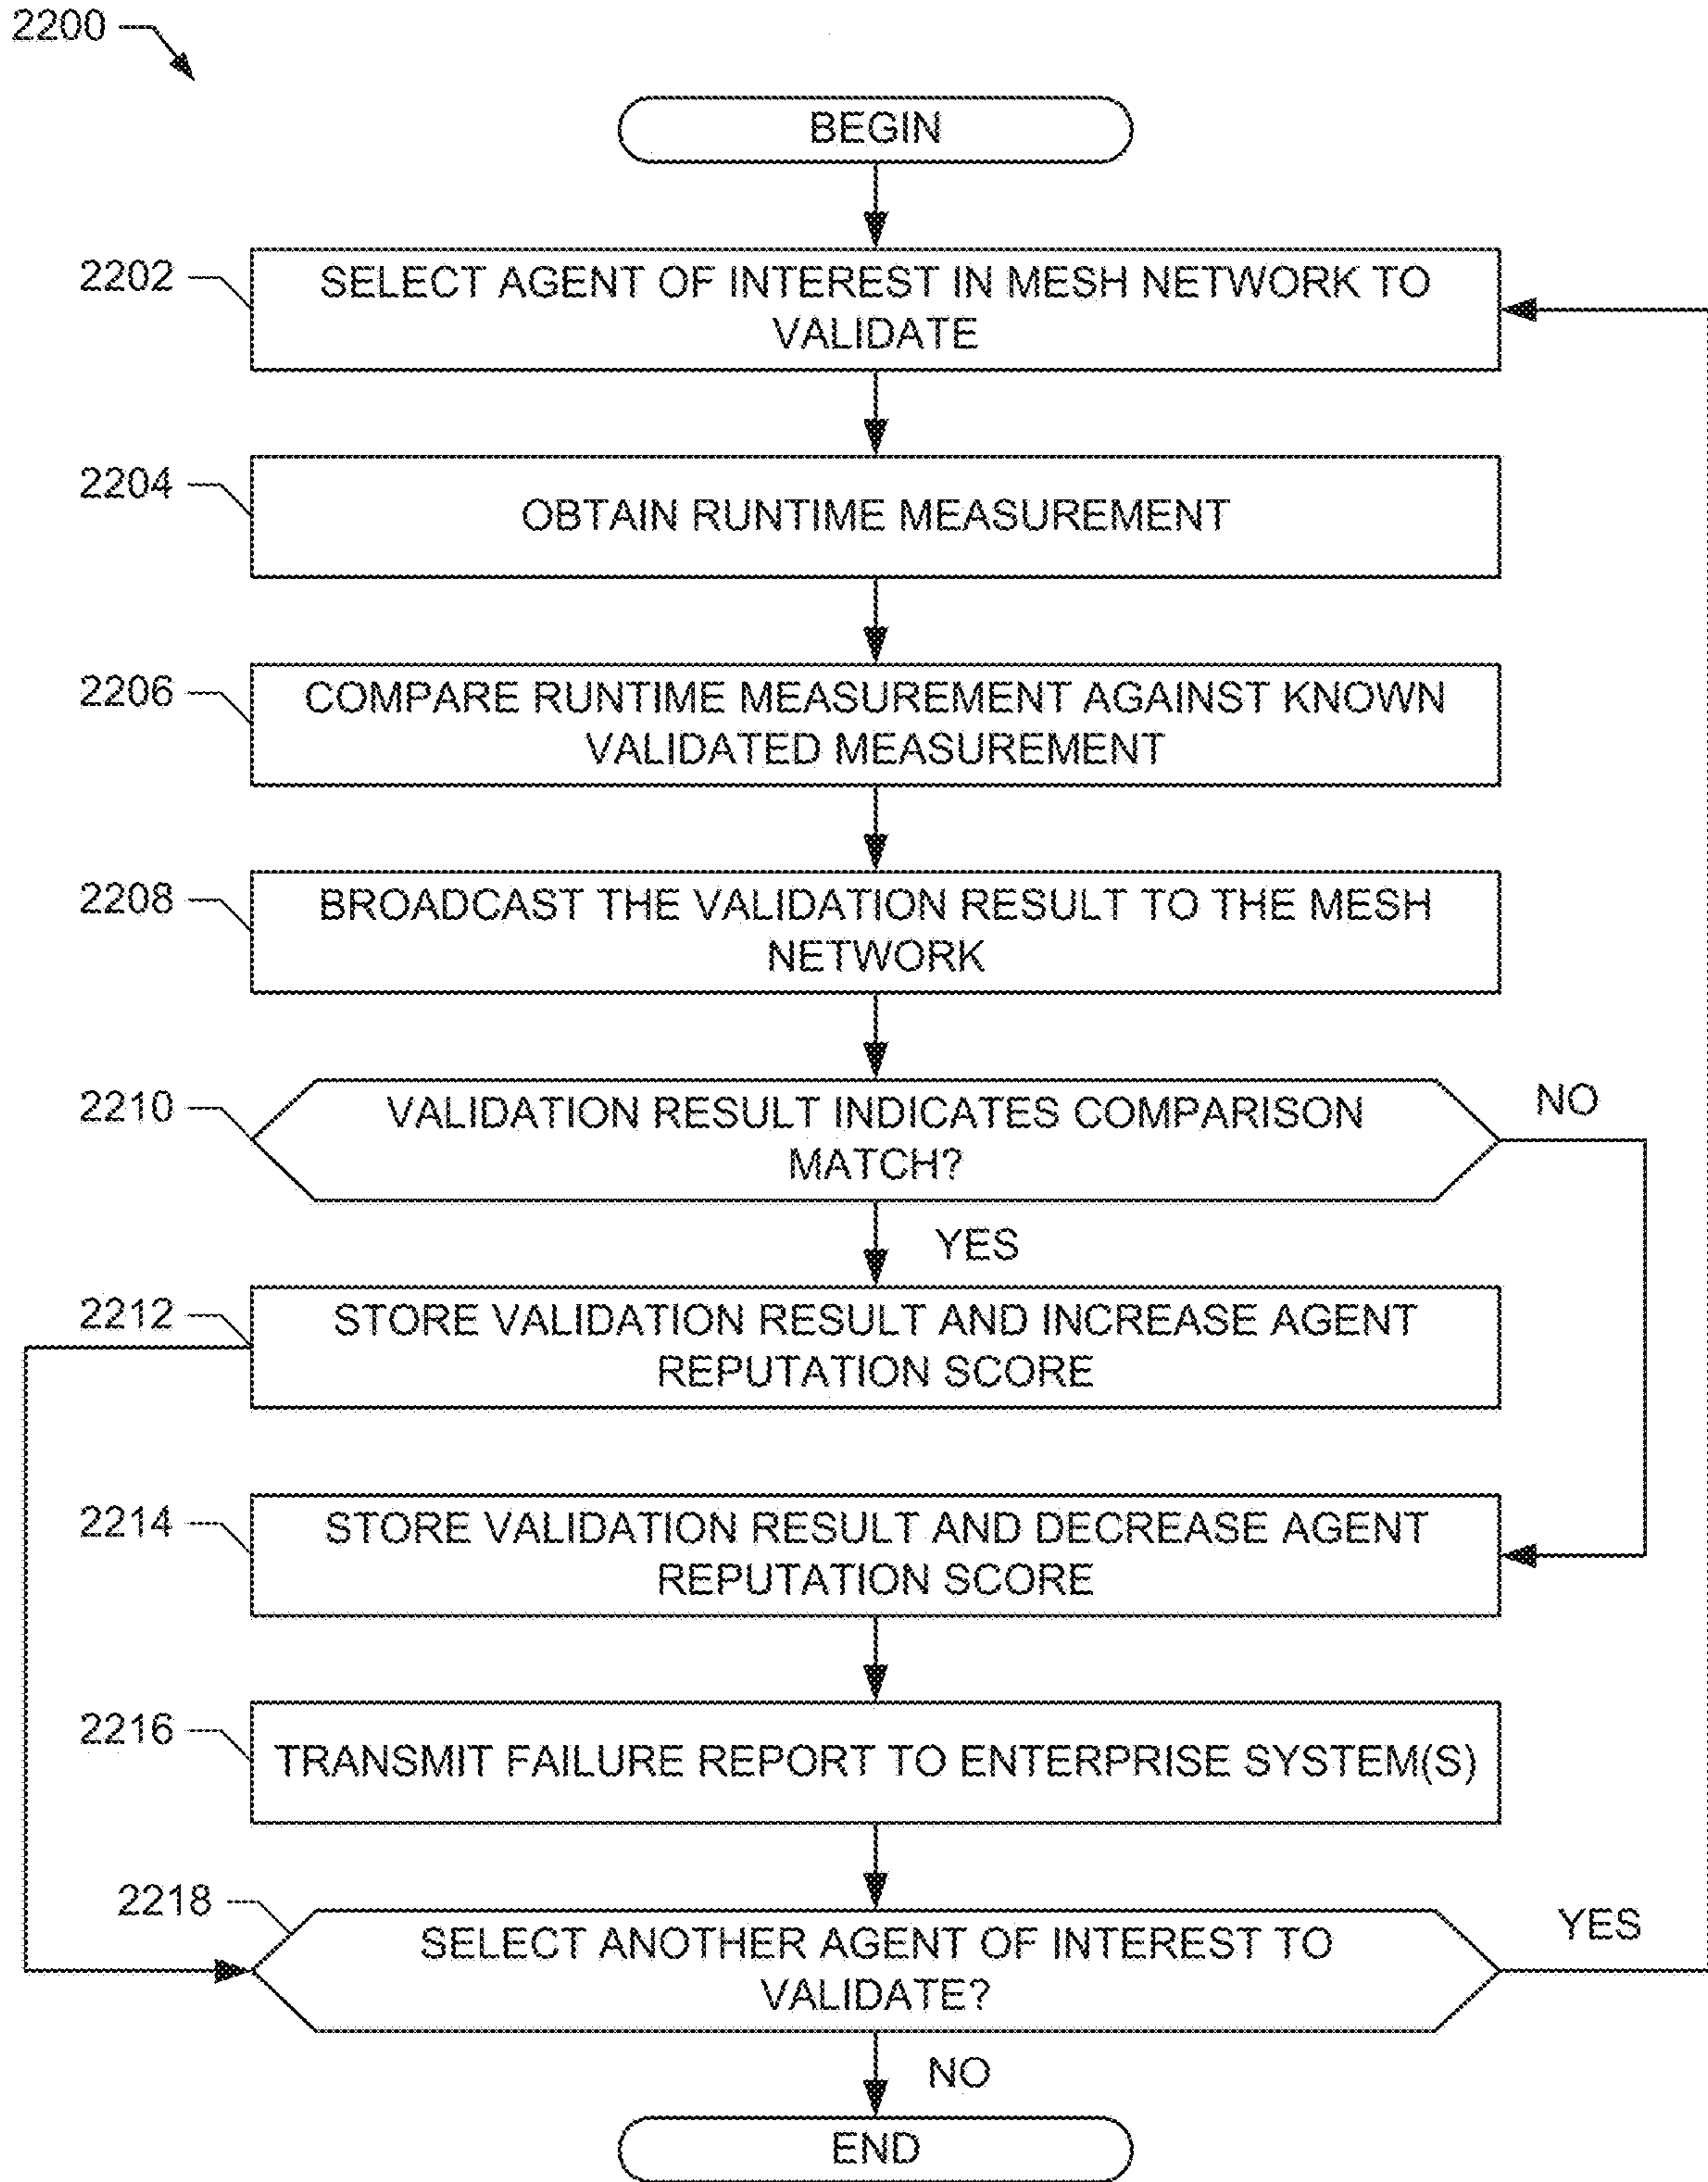 2200
BEGIN
2202
SELECT AGENT OF INTEREST IN MESH NETWORK TO
VALIDATE
2204
OBTAIN RUNTIME MEASUREMENT
2206
COMPARE RUNTIME MEASUREMENT AGAINST KNOWN
VALIDATED MEASUREMENT
2208
BROADCAST THE VALIDATION RESULT TO THE MESH
NETWORK
2210
VALIDATION RESULT INDICATES COMPARISON
MATCH?
NO
YES
2212
STORE VALIDATION RESULT AND INCREASE AGENT
REPUTATION SCORE
2214
STORE VALIDATION RESULT AND DECREASE AGENT
REPUTATION SCORE
2216
TRANSMIT FAILURE REPORT TO ENTERPRISE SYSTEM(S)
2218
SELECT ANOTHER AGENT OF INTEREST TO
VALIDATE?
YES
NO
END